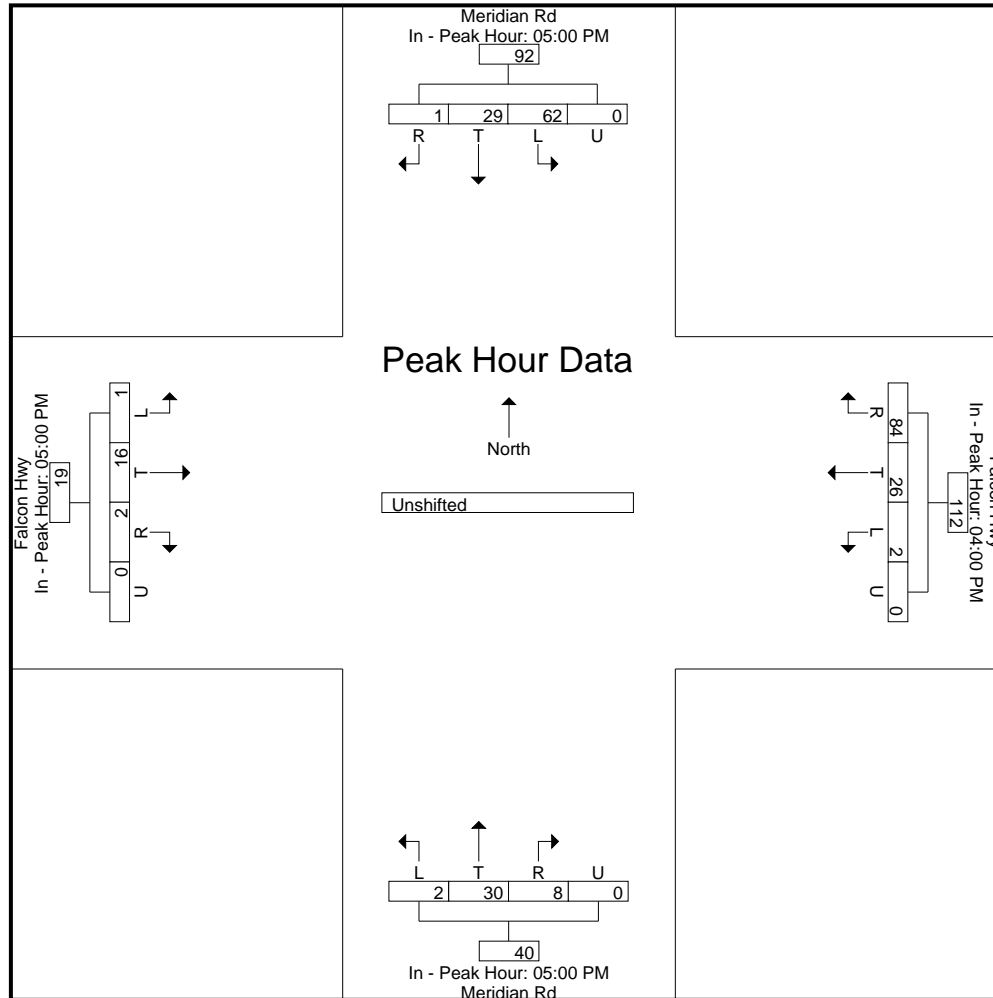 Meridian Rd
In - Peak Hour: 05:00 PM
92
1 29 62 0
R T L U
Peak Hour Data
North
Unshifted
Falcon Hwy
In - Peak Hour: 05:00 PM
19
1 16 2 0
L T R U
In - Peak Hour: 04:00 PM
112
84 26 2 0
R T L U
L T R U
2 30 8 0
40
In - Peak Hour: 05:00 PM
Meridian Rd